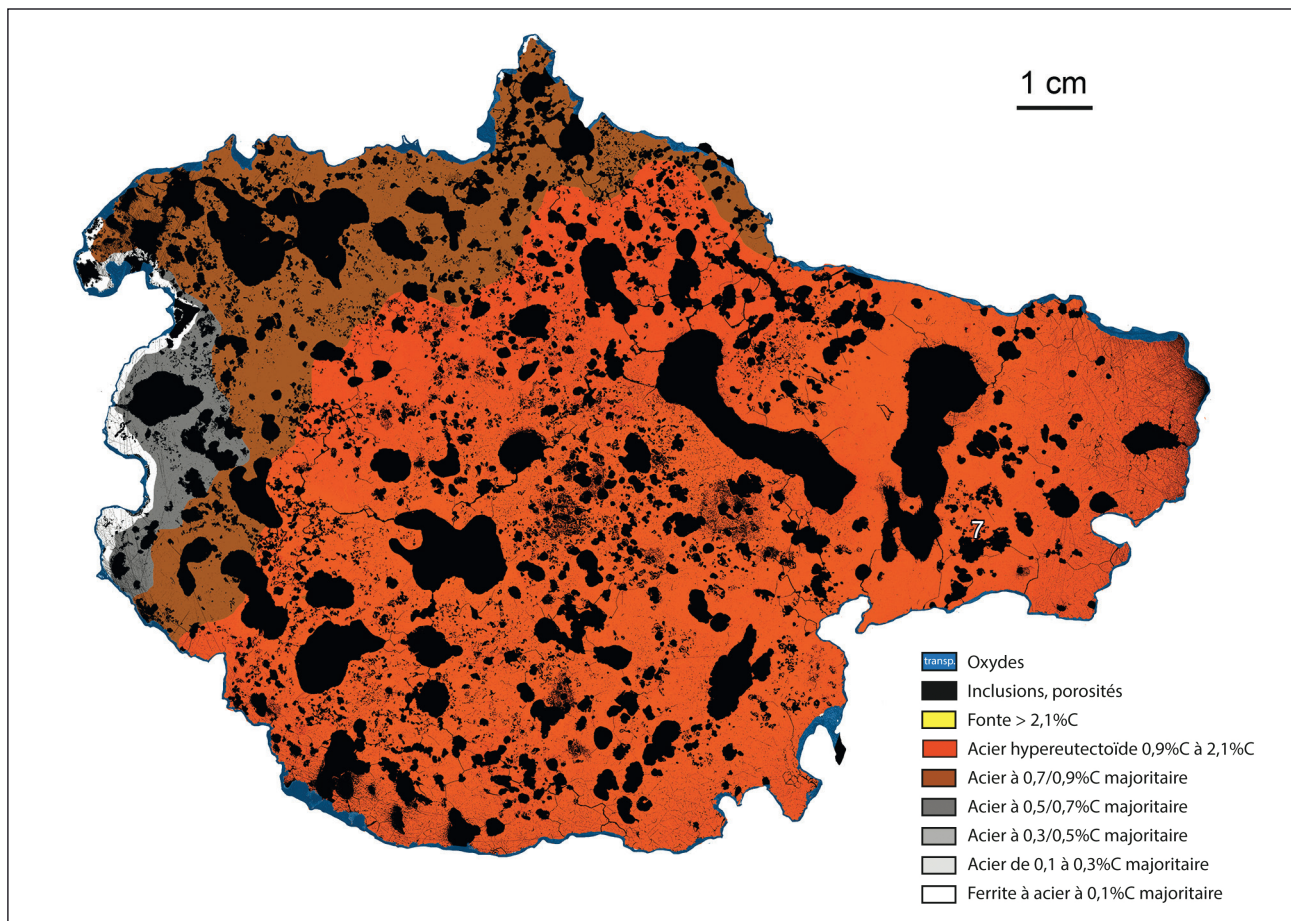 1 cm
7
transp. Oxydes
Inclusions, porosités
Fonte > 2,1%C
Acier hypereutectoïde 0,9%C à 2,1%C
Acier à 0,7/0,9%C majoritaire
Acier à 0,5/0,7%C majoritaire
Acier à 0,3/0,5%C majoritaire
Acier de 0,1 à 0,3%C majoritaire
Ferrite à acier à 0,1%C majoritaire